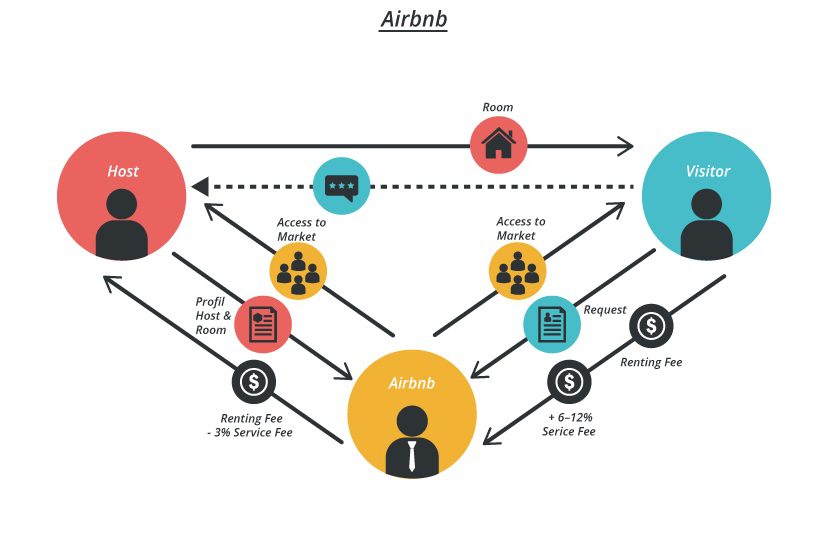 Airbnb
Room
Host
Visitor
Access to
Market
Access to
Market
Profil
Host &
Room
Request
Renting Fee
Airbnb
Renting Fee
- 3% Service Fee
+ 6–12%
Serice Fee